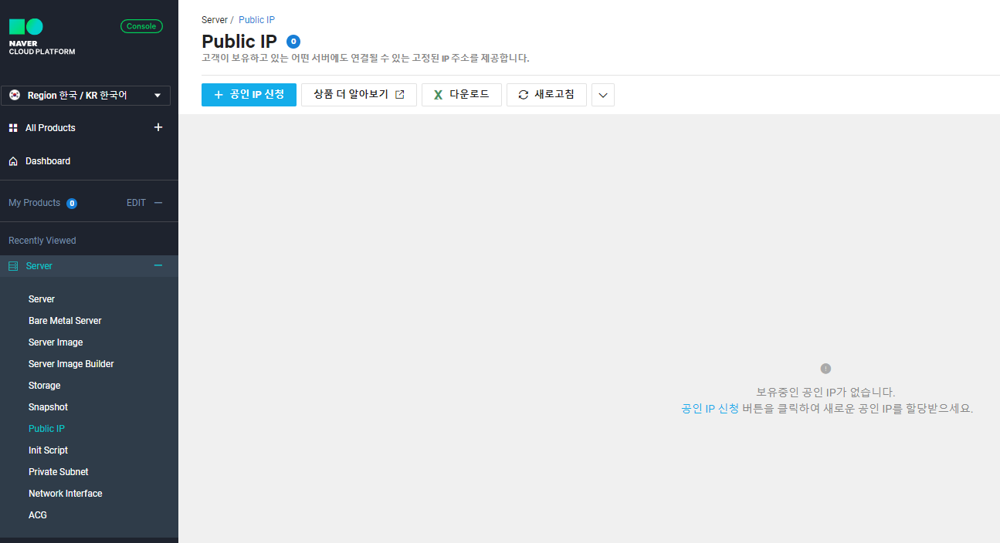 NAVER
CLOUD PLATFORM
Console
Region 한국 / KR 한국어
All Products
Dashboard
My Products 0 EDIT
Recently Viewed
Server
Server
Bare Metal Server
Server Image
Server Image Builder
Storage
Snapshot
Public IP
Init Script
Private Subnet
Network Interface
ACG
Server / Public IP
Public IP 0
고객이 보유하고 있는 어떤 서버에도 연결될 수 있는 고정된 IP 주소를 제공합니다.
+ 공인 IP 신청
상품 더 알아보기
다운로드
새로고침
보유중인 공인 IP가 없습니다.
공인 IP 신청 버튼을 클릭하여 새로운 공인 IP를 할당받으세요.